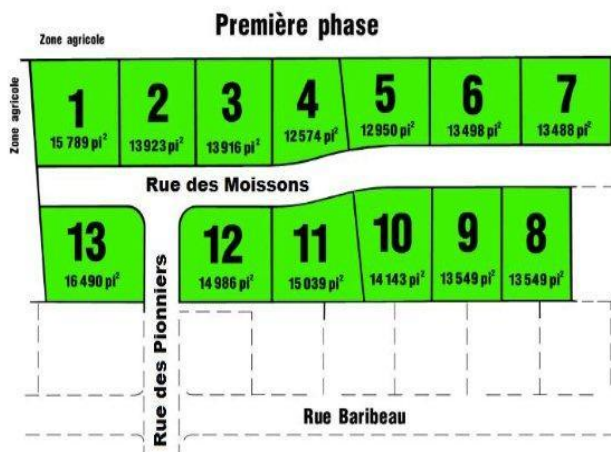 Première phase
Zone agricole
Zone agricole
1
15 789 pi²
2
13 923 pi²
3
13 916 pi²
4
12 574 pi²
5
12 950 pi²
6
13 498 pi²
7
13 488 pi²
Rue des Moissons
13
16 490 pi²
12
14 986 pi²
11
15 039 pi²
10
14 143 pi²
9
13 549 pi²
8
13 549 pi²
Rue des Pionniers
Rue Baribeau